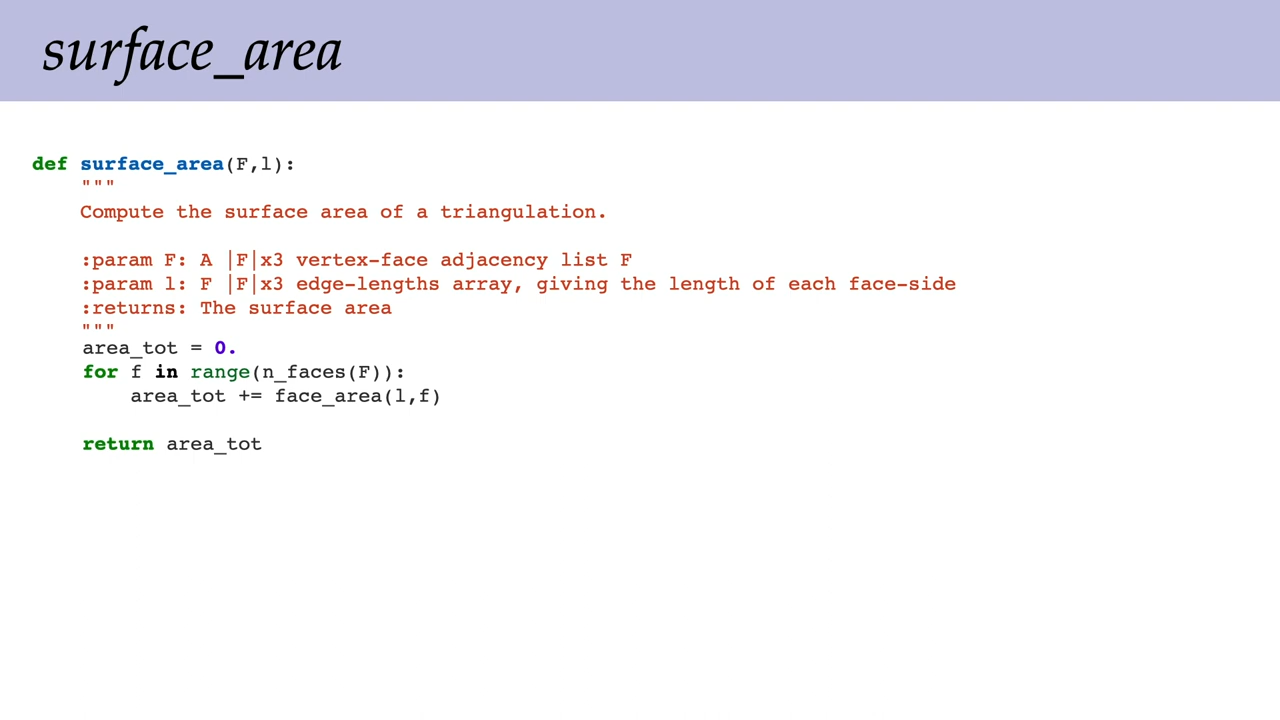 surface_area
def surface_area(F,l):
"""
Compute the surface area of a triangulation.
:param F: A |F|x3 vertex-face adjacency list F
:param l: F |F|x3 edge-lengths array, giving the length of each face-side
:returns: The surface area
"""
area_tot = 0.
for f in range(n_faces(F)):
area_tot += face_area(l,f)
return area_tot